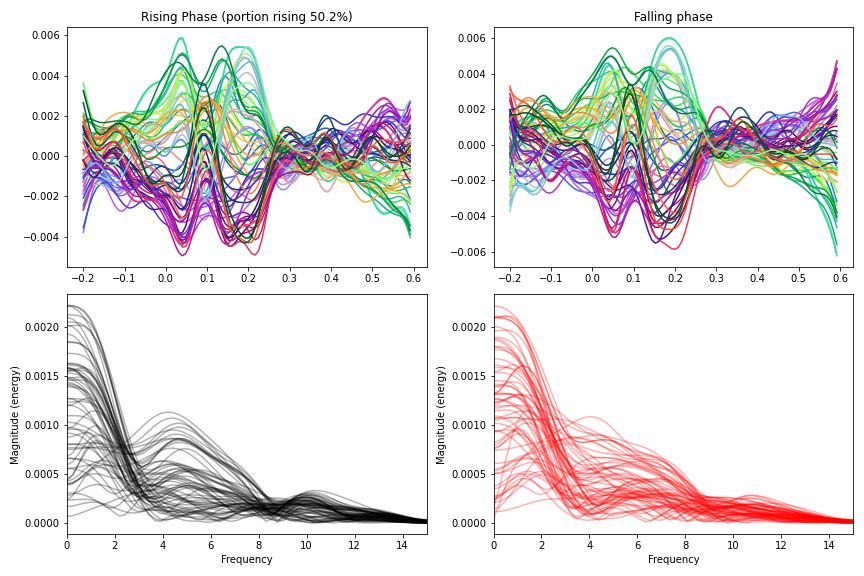 Rising Phase (portion rising 50.2%)
0.006
0.004
0.002
0.000
−0.002
−0.004
−0.2 −0.1 0.0 0.1 0.2 0.3 0.4 0.5 0.6
Falling phase
0.006
0.004
0.002
0.000
−0.002
−0.004
−0.006
−0.2 −0.1 0.0 0.1 0.2 0.3 0.4 0.5 0.6
Magnitude (energy)
0.0020
0.0015
0.0010
0.0005
0.0000
0 2 4 6 8 10 12 14
Frequency
Magnitude (energy)
0.0020
0.0015
0.0010
0.0005
0.0000
0 2 4 6 8 10 12 14
Frequency